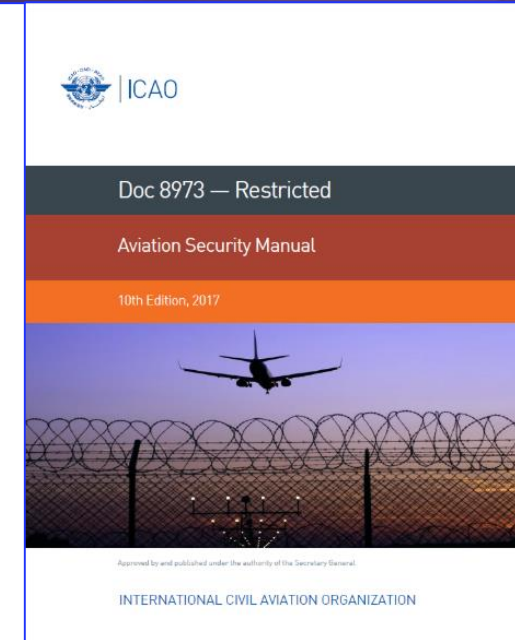 ICAO
Doc 8973 — Restricted
Aviation Security Manual
10th Edition, 2017
Approved by and published under the authority of the Secretary General
INTERNATIONAL CIVIL AVIATION ORGANIZATION